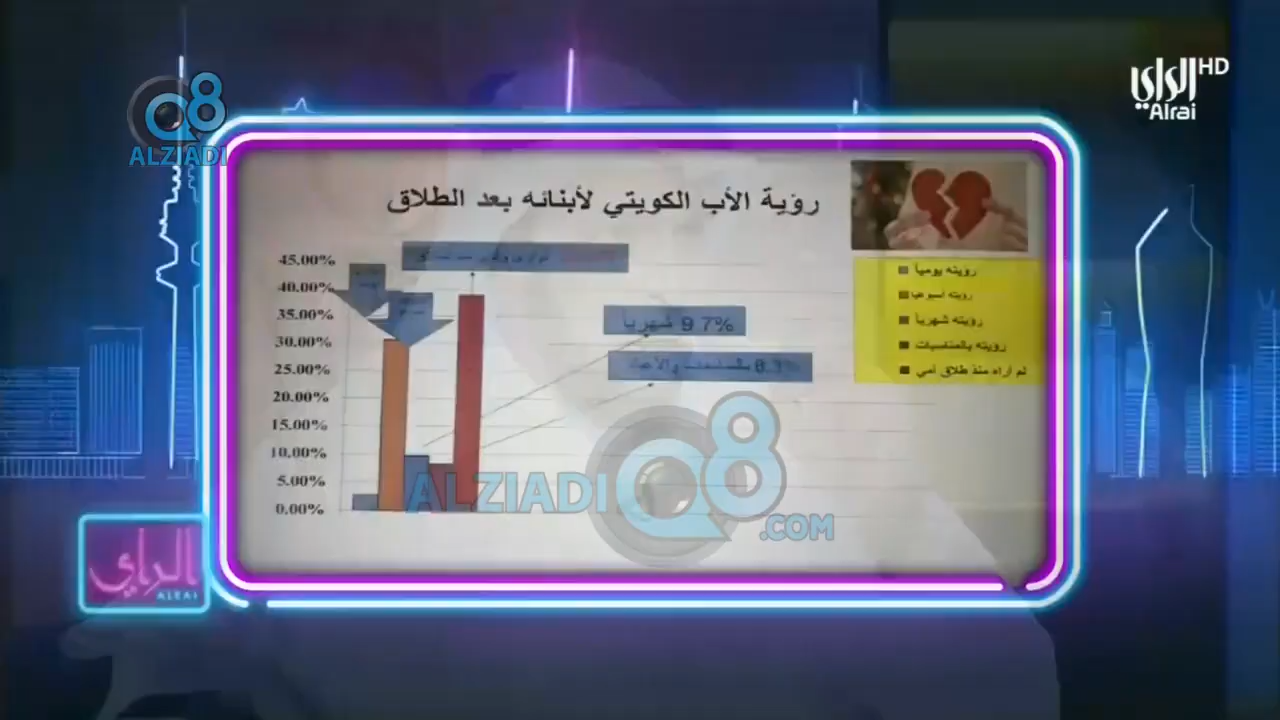 Q8
ALZIADI
الراي HD
Alrai
رؤية الأب الكويتي لأبنائه بعد الطلاق
45.00%
40.00%
35.00%
30.00%
25.00%
20.00%
15.00%
10.00%
5.00%
0.00%
9.7% شهرياً
رؤيته يومياً
رؤيته اسبوعيا
رؤيته شهرياً
رؤيته بالمناسبات
لم أراه منذ طلاق أمي
ALZIADI Q8
.COM
الراي
ALRAI